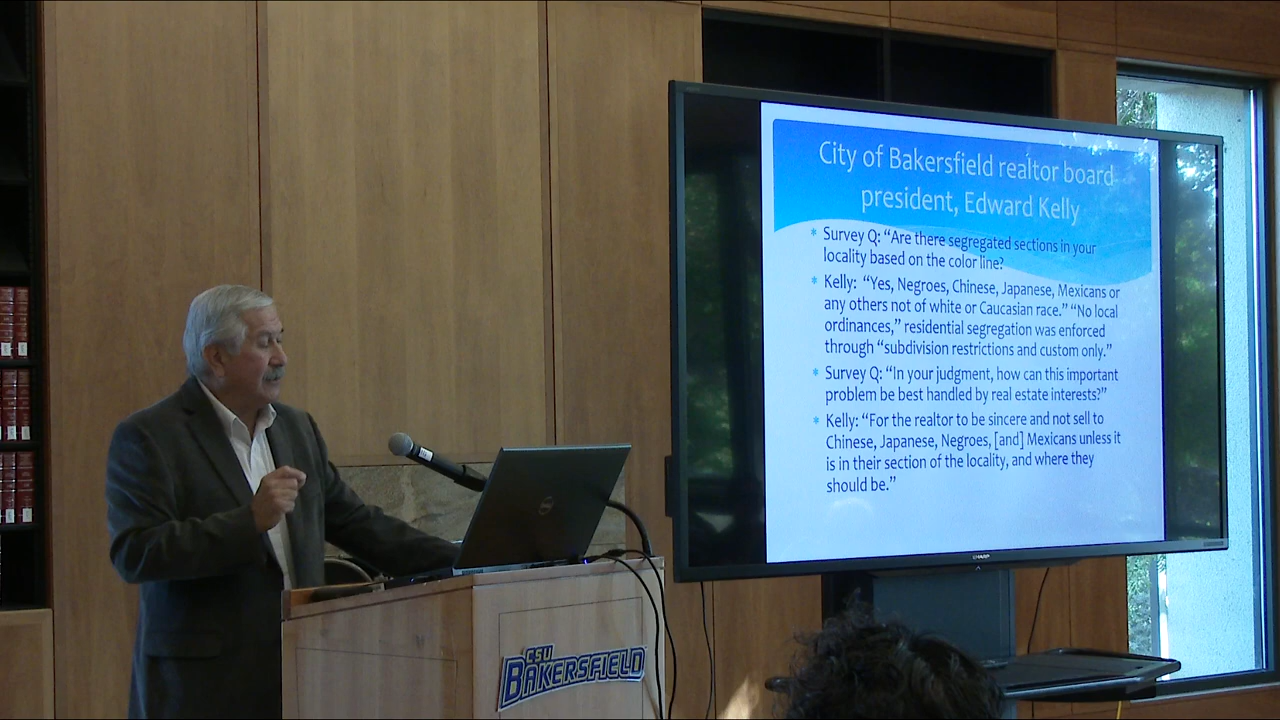 City of Bakersfield realtor board
president, Edward Kelly
* Survey Q: “Are there segregated sections in your
locality based on the color line?
* Kelly: “Yes, Negroes, Chinese, Japanese, Mexicans or
any others not of white or Caucasian race.” “No local
ordinances,” residential segregation was enforced
through “subdivision restrictions and custom only.”
* Survey Q: “In your judgment, how can this important
problem be best handled by real estate interests?”
* Kelly: “For the realtor to be sincere and not sell to
Chinese, Japanese, Negroes, [and] Mexicans unless it
is in their section of the locality, and where they
should be.”
SHARP
DELL
CSU
BAKERSFIELD